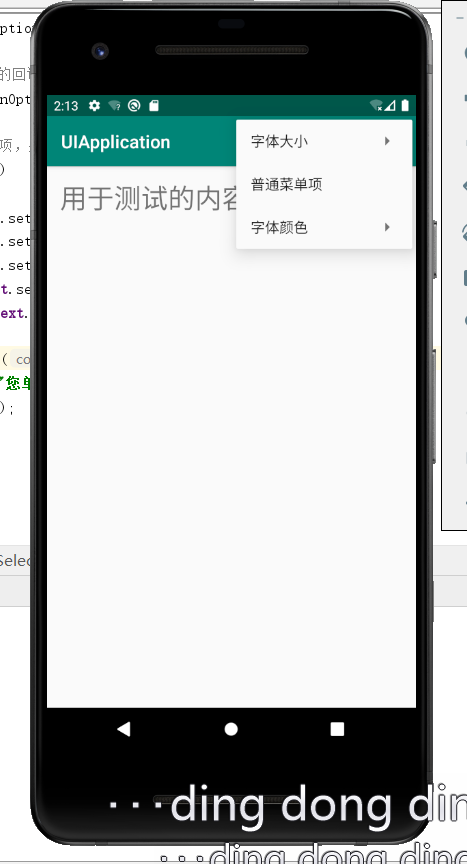 ption
的回
nOpt
2:13
项，
UIApplication
字体大小
)
普通菜单项
用于测试的内容
.set
字体颜色
.set
.set
t.se
ext.
( co
"您单
);
Selec
···ding dong din
···ding dong din